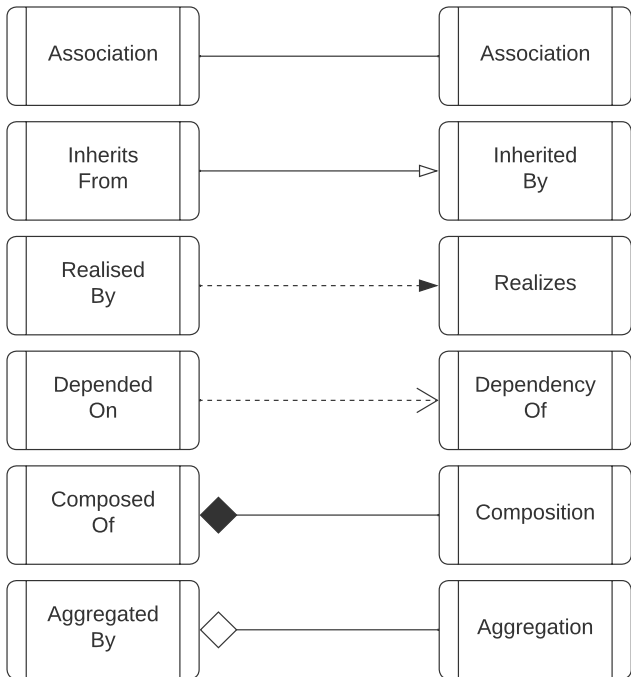 Association
Association
Inherits
From
Inherited
By
Realised
By
Realizes
Depended
On
Dependency
Of
Composed
Of
Composition
Aggregated
By
Aggregation